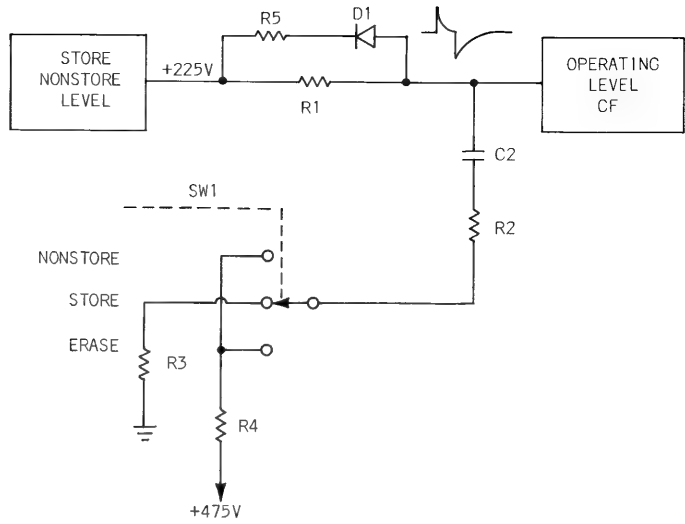 R5
D1
STORE
NONSTORE
LEVEL
+225V
R1
OPERATING
LEVEL
CF
C2
SW1
R2
NONSTORE
STORE
ERASE
R3
R4
+475V